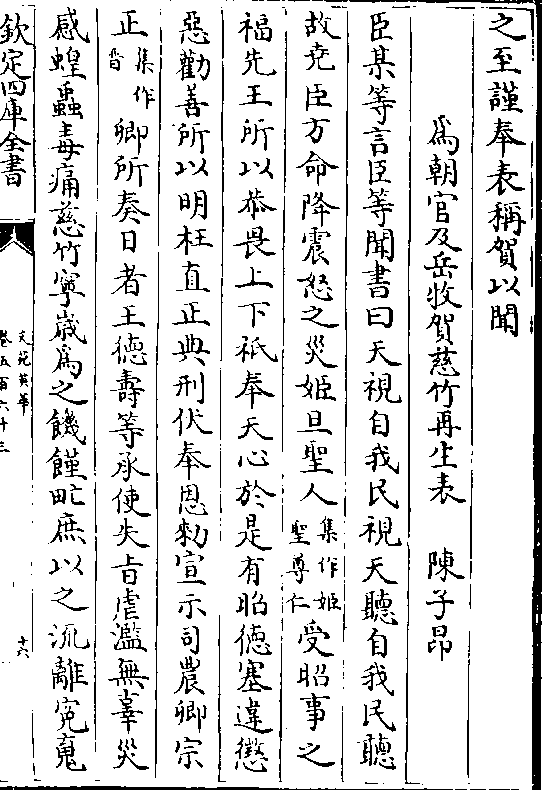 之至謹奉表稱賀以聞
爲朝官及岳牧賀慈竹再生表　陳子昂
臣某等言臣等聞書曰天視自我民視天聽自我民聽
故尭臣方命降震怒之災姬旦聖人集作姬聖尊仁受昭事之
福先王所以恭畏上下祇奉天心於是有昭德塞違懲
惡勸善所以明枉直正典刑伏奉恩勑宣示司農卿宗
正集作晋卿所奏日者王德壽等承使失㫖虐濫無辜災
感蝗蟲毒痛慈竹寧歳爲之饑饉甿庶以之流離寃䰟
欽定四庫全書
文苑英華
卷五百六十三
十六